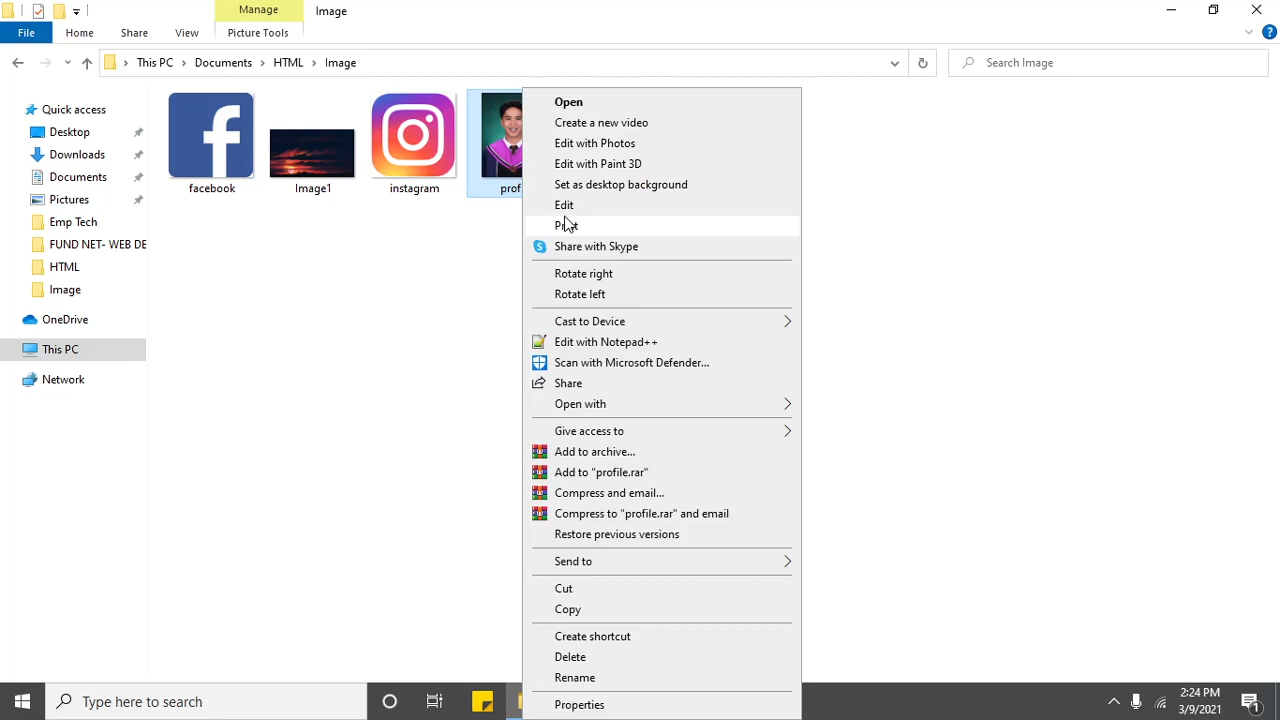 Manage
Image
File
Home
Share
View
Picture Tools
This PC
Documents
HTML
Image
Search Image
Quick access
Desktop
Downloads
Documents
Pictures
Emp Tech
FUND NET- WEB DE
HTML
Image
OneDrive
This PC
Network
facebook
Image1
instagram
prof
Open
Create a new video
Edit with Photos
Edit with Paint 3D
Set as desktop background
Edit
Print
Share with Skype
Rotate right
Rotate left
Cast to Device
Edit with Notepad++
Scan with Microsoft Defender...
Share
Open with
Give access to
Add to archive...
Add to "profile.rar"
Compress and email...
Compress to "profile.rar" and email
Restore previous versions
Send to
Cut
Copy
Create shortcut
Delete
Rename
Properties
Type here to search
2:24 PM
3/9/2021
1